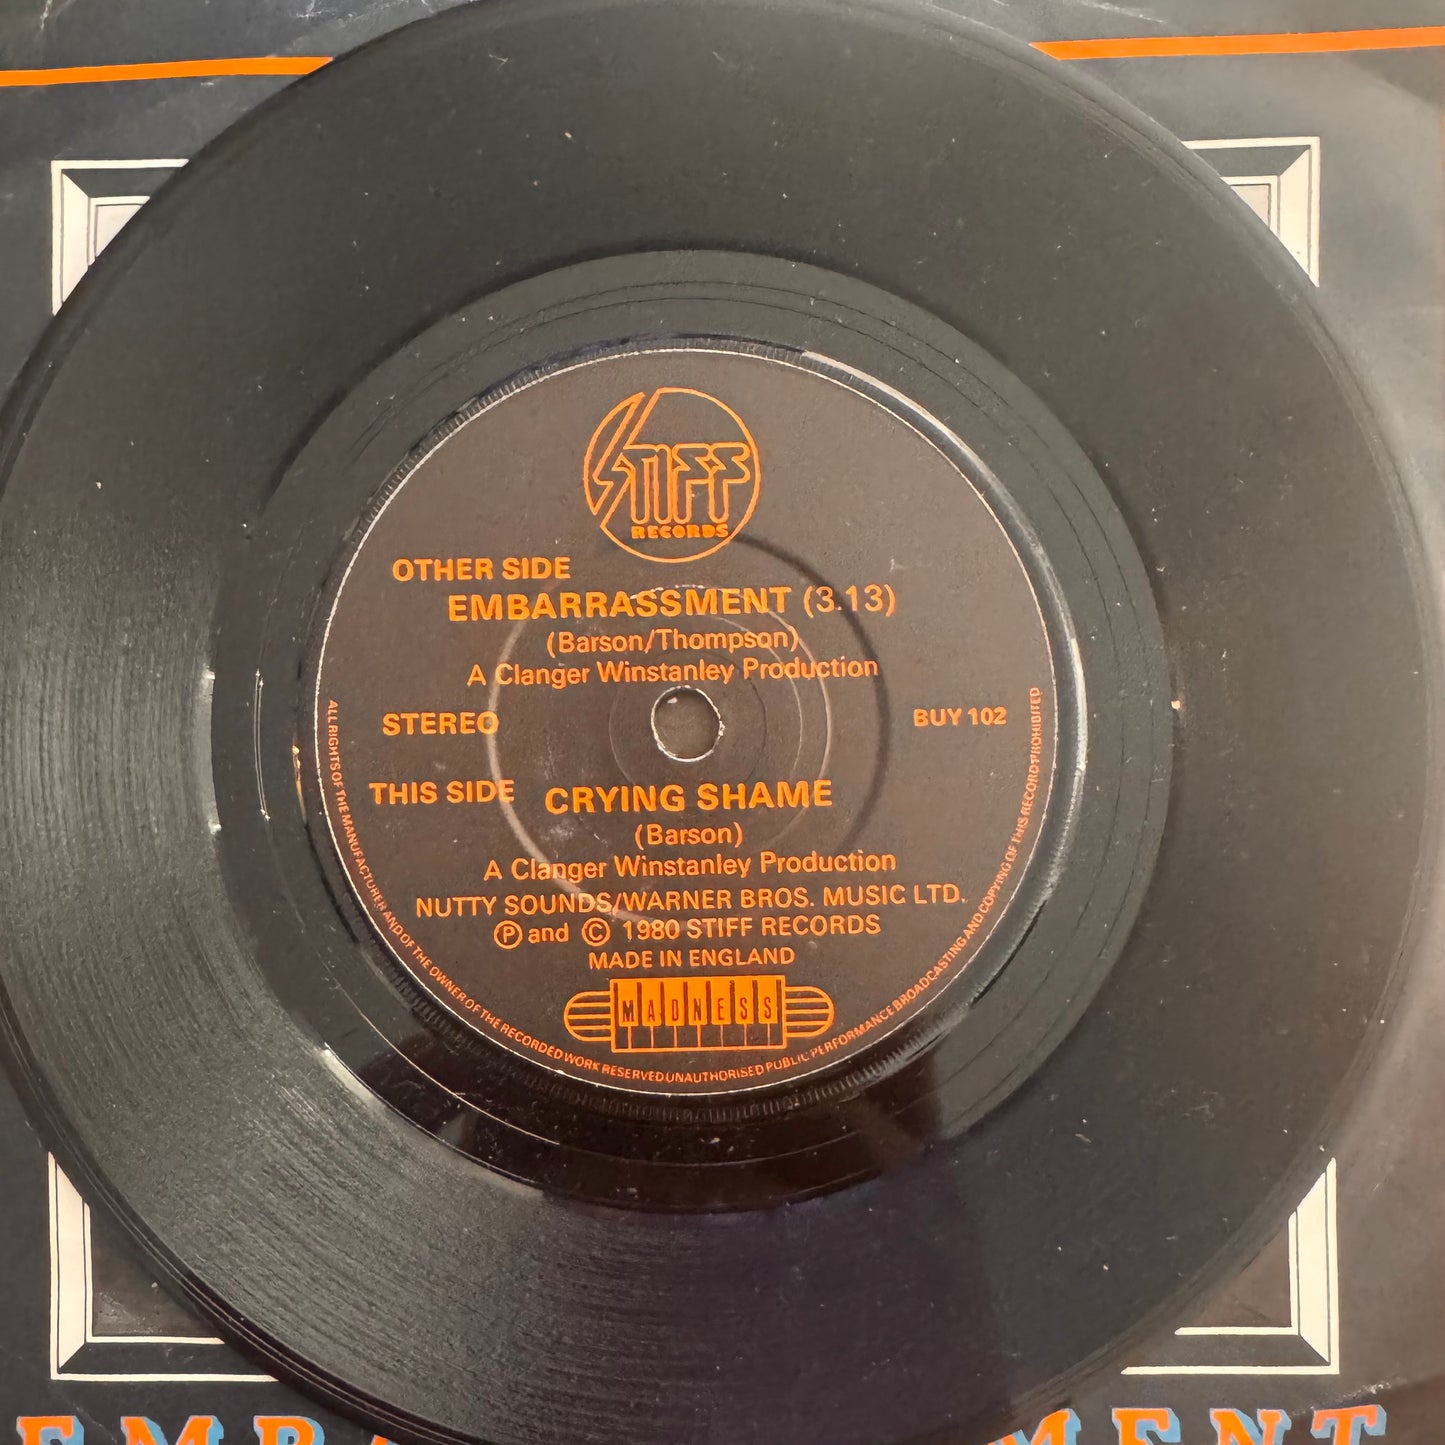 STIFF
RECORDS
OTHER SIDE
EMBARRASSMENT (3.13)
(Barson/Thompson)
A Clanger Winstanley Production
STEREO
BUY 102
THIS SIDE CRYING SHAME
(Barson)
A Clanger Winstanley Production
NUTTY SOUNDS/WARNER BROS. MUSIC LTD.
Ⓟ and © 1980 STIFF RECORDS
MADE IN ENGLAND
MADNESS
ALL RIGHTS OF THE MANUFACTURER AND OF THE OWNER OF THE RECORDED WORK RESERVED UNAUTHORISED PUBLIC PERFORMANCE BROADCASTING AND COPYING OF THIS RECORD PROHIBITED